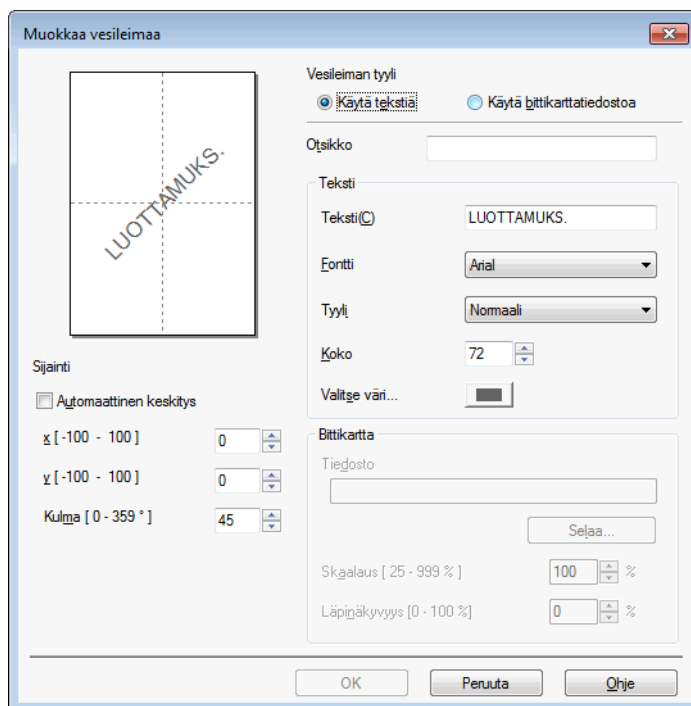 Muokkaa vesileimaa
LUOTTAMUKS.
Sijainti
Automaattinen keskitys
x [ -100 - 100 ] 0
y [ -100 - 100 ] 0
Kulma [ 0 - 359 ° ] 45
Vesileiman tyyli
Käytä tekstiä Käytä bittikarttatiedostoa
Otsikko
Teksti
Teksti(C) LUOTTAMUKS.
Fontti Arial
Tyyli Normaali
Koko 72
Valitse väri...
Bittikartta
Tiedosto
Selaa...
Skaalaus [ 25 - 999 % ] 100 %
Läpinäkyvyys [0 - 100 %] 0 %
OK Peruuta Ohje